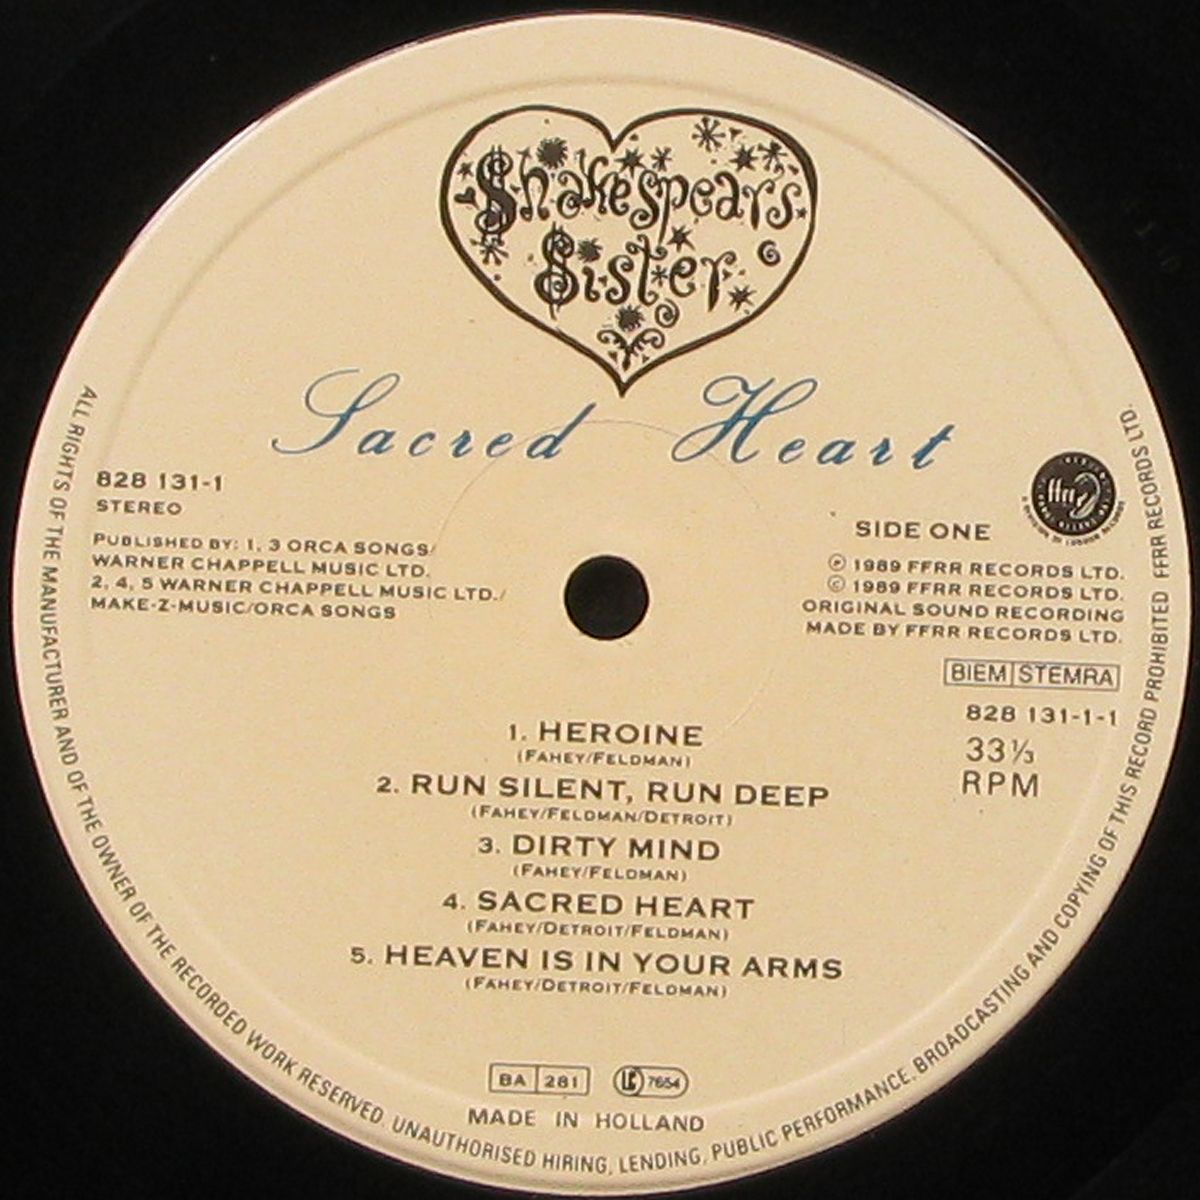 Shakespears
Sister
Sacred Heart
828 131-1
STEREO
PUBLISHED BY: 1, 3 ORCA SONGS/
WARNER CHAPPELL MUSIC LTD.
2, 4, 5 WARNER CHAPPELL MUSIC LTD./
MAKE-Z-MUSIC/ORCA SONGS
ffrr
SIDE ONE
℗ 1989 FFRR RECORDS LTD.
© 1989 FFRR RECORDS LTD.
ORIGINAL SOUND RECORDING
MADE BY FFRR RECORDS LTD.
BIEM STEMRA
828 131-1-1
33⅓
RPM
1. HEROINE
(FAHEY/FELDMAN)
2. RUN SILENT, RUN DEEP
(FAHEY/FELDMAN/DETROIT)
3. DIRTY MIND
(FAHEY/FELDMAN)
4. SACRED HEART
(FAHEY/DETROIT/FELDMAN)
5. HEAVEN IS IN YOUR ARMS
(FAHEY/DETROIT/FELDMAN)
BA 281 LC 7654
MADE IN HOLLAND
ALL RIGHTS OF THE MANUFACTURER AND OF THE OWNER OF THE RECORDED WORK RESERVED. UNAUTHORISED HIRING, LENDING, PUBLIC PERFORMANCE, BROADCASTING AND COPYING OF THIS RECORD PROHIBITED FFRR RECORDS LTD.